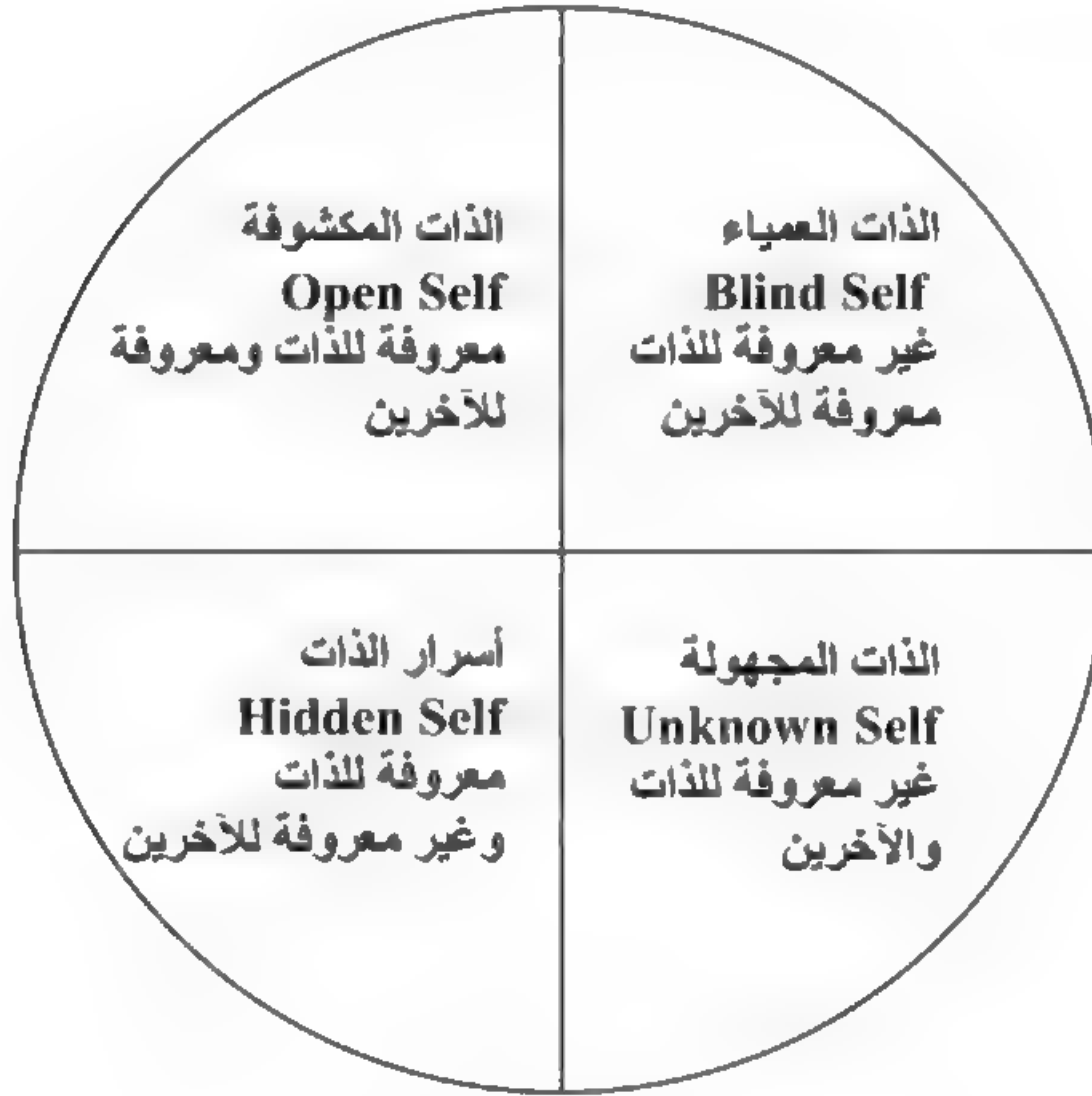 الذات المكشوفة
Open Self
معروفة للذات ومعروفة
للآخرين
الذات العمياء
Blind Self
غير معروفة للذات
معروفة للآخرين
أسرار الذات
Hidden Self
معروفة للذات
وغير معروفة للآخرين
الذات المجهولة
Unknown Self
غير معروفة للذات
والآخرين